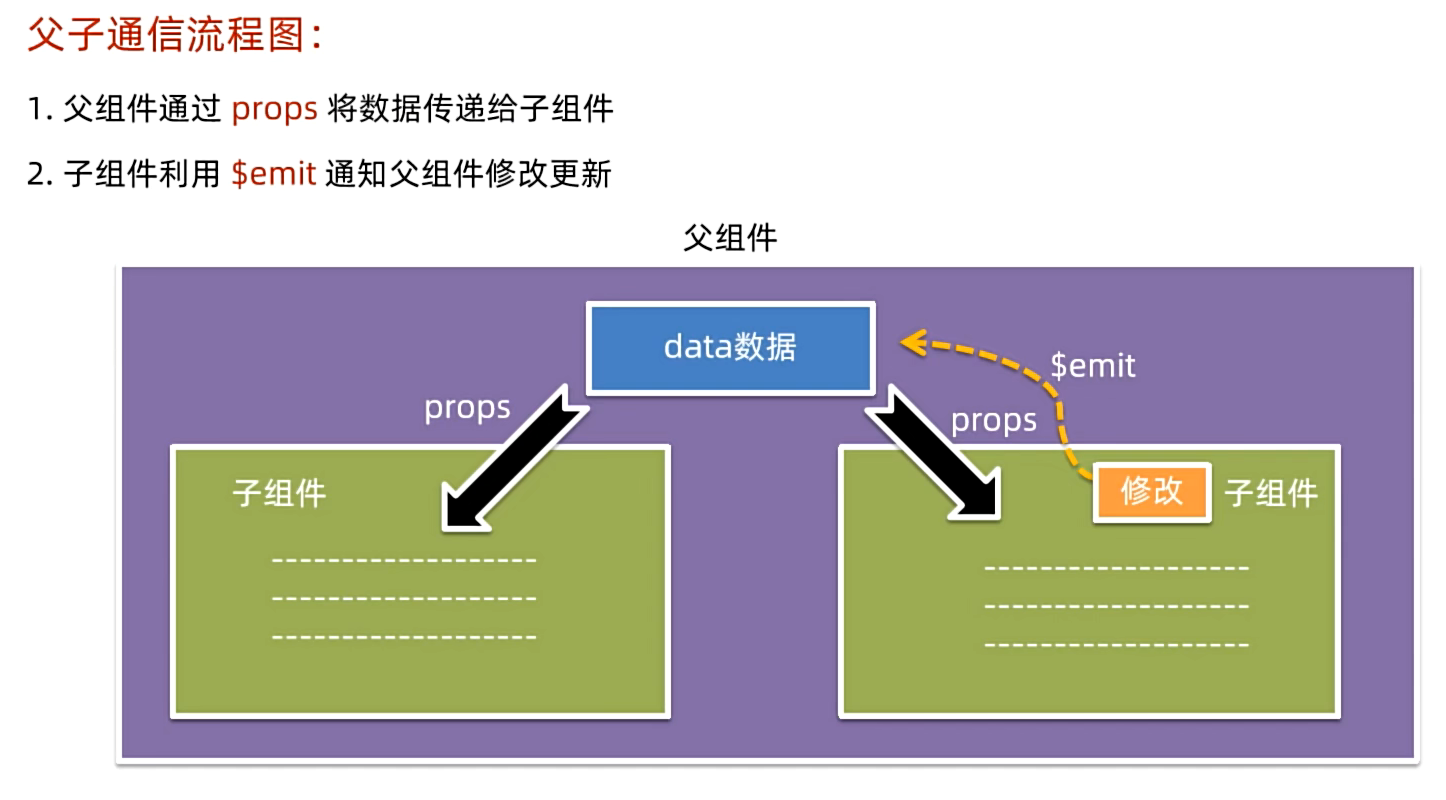 父子通信流程图：
1. 父组件通过 props 将数据传递给子组件
2. 子组件利用 $emit 通知父组件修改更新
父组件
data数据
$emit
props
props
子组件
修改
子组件